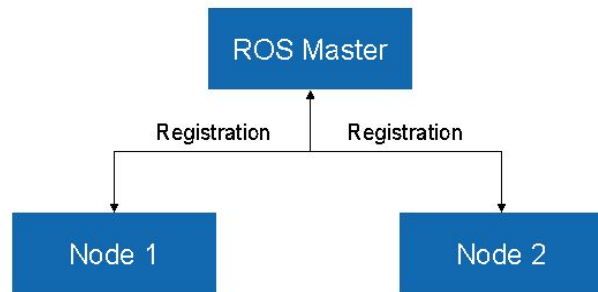 ROS Master
Registration
Registration
Node 1
Node 2